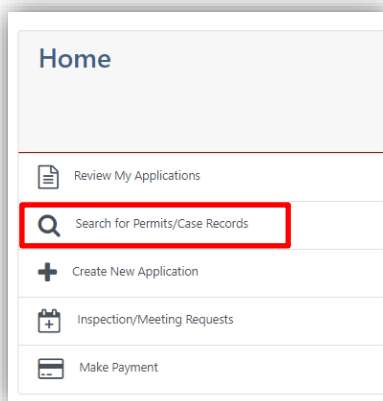 Home
Review My Applications
Search for Permits/Case Records
Create New Application
Inspection/Meeting Requests
Make Payment